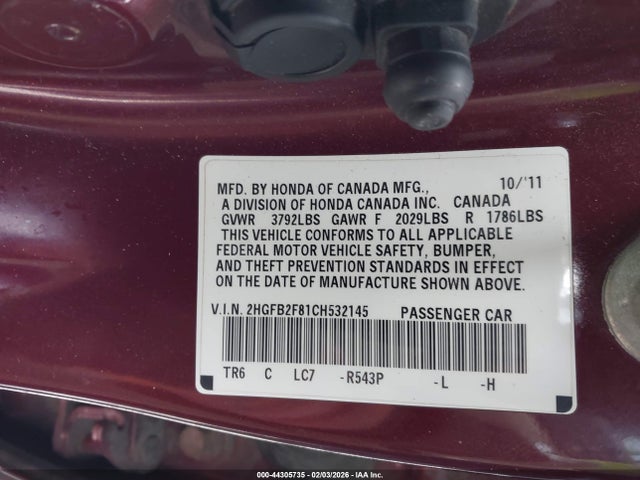 MFD. BY HONDA OF CANADA MFG., 10/'11
A DIVISION OF HONDA CANADA INC. CANADA
GVWR 3792LBS GAWR F 2029LBS R 1786LBS
THIS VEHICLE CONFORMS TO ALL APPLICABLE
FEDERAL MOTOR VEHICLE SAFETY, BUMPER,
AND THEFT PREVENTION STANDARDS IN EFFECT
ON THE DATE OF MANUFACTURE SHOWN ABOVE.
V.I.N. 2HGFB2F81CH532145 PASSENGER CAR
TR6 C LC7 -R543P -L -H
000-44305735 - 02/03/2026 - IAA Inc.